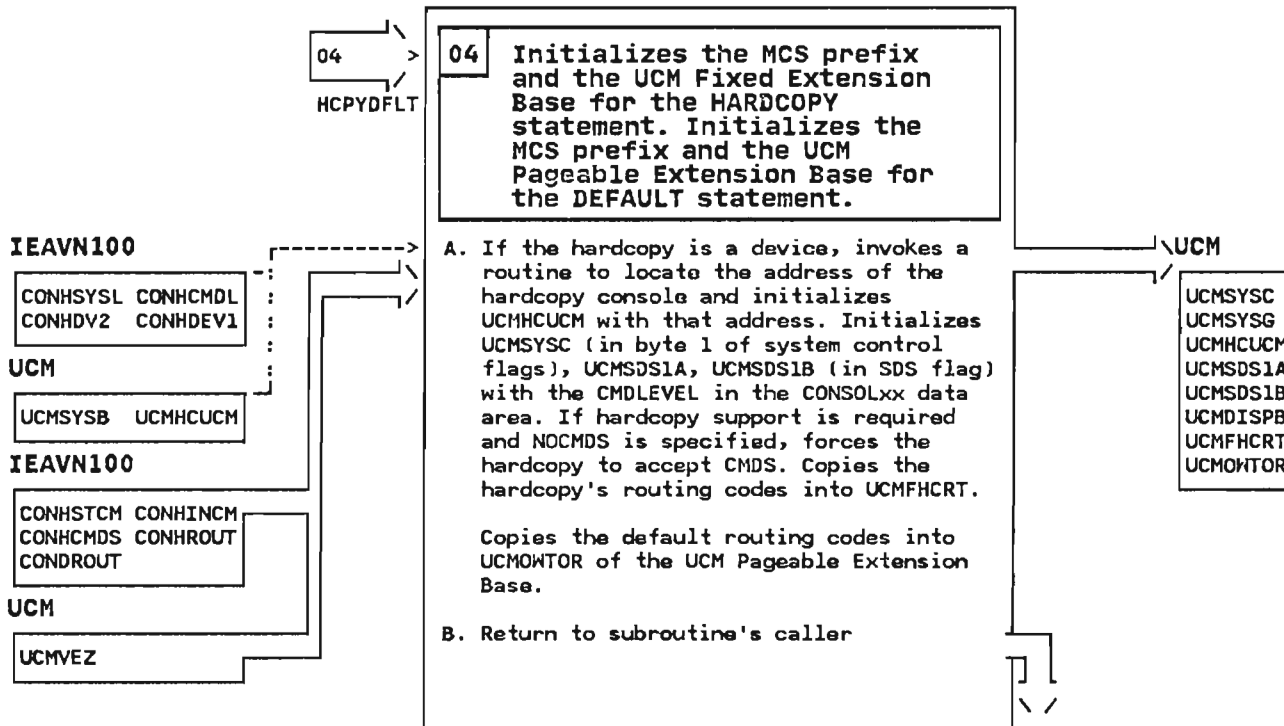 04
HCPYDFLT
04 Initializes the MCS prefix
and the UCM Fixed Extension
Base for the HARDCOPY
statement. Initializes the
MCS prefix and the UCM
Pageable Extension Base for
the DEFAULT statement.
IEAVN100
CONHSYSL CONHCMDL
CONHDV2 CONHDEV1
UCM
UCMSYSB UCMHCUCM
IEAVN100
CONHSTCM CONHINCM
CONHCMDS CONHROUT
CONDROUT
UCM
UCMVEZ
A. If the hardcopy is a device, invokes a
routine to locate the address of the
hardcopy console and initializes
UCMHCUCM with that address. Initializes
UCMSYSC (in byte 1 of system control
flags), UCMSDS1A, UCMSDS1B (in SDS flag)
with the CMDLEVEL in the CONSOLxx data
area. If hardcopy support is required
and NOCMDS is specified, forces the
hardcopy to accept CMDS. Copies the
hardcopy's routing codes into UCMFHCRT.
Copies the default routing codes into
UCMOWTOR of the UCM Pageable Extension
Base.
B. Return to subroutine's caller
UCM
UCMSYSC
UCMSYSG
UCMHCUCM
UCMSDS1A
UCMSDS1B
UCMDISPB
UCMFHCRT
UCMOWTOR